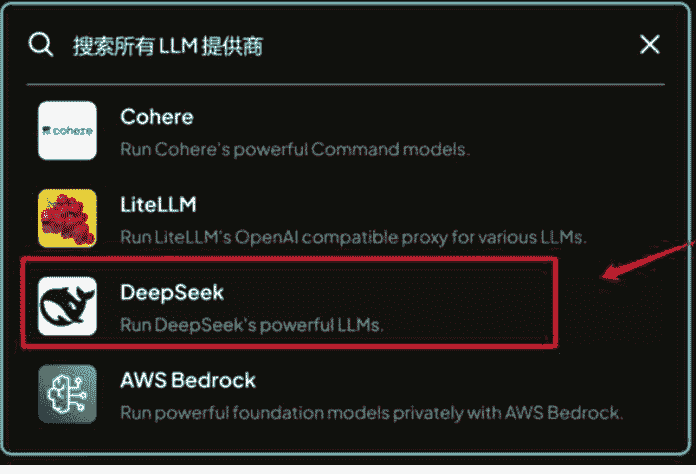 搜索所有 LLM 提供商
cohere
Cohere
Run Cohere's powerful Command models.
LiteLLM
Run LiteLLM's OpenAI compatible proxy for various LLMs.
DeepSeek
Run DeepSeek's powerful LLMs.
AWS Bedrock
Run powerful foundation models privately with AWS Bedrock.